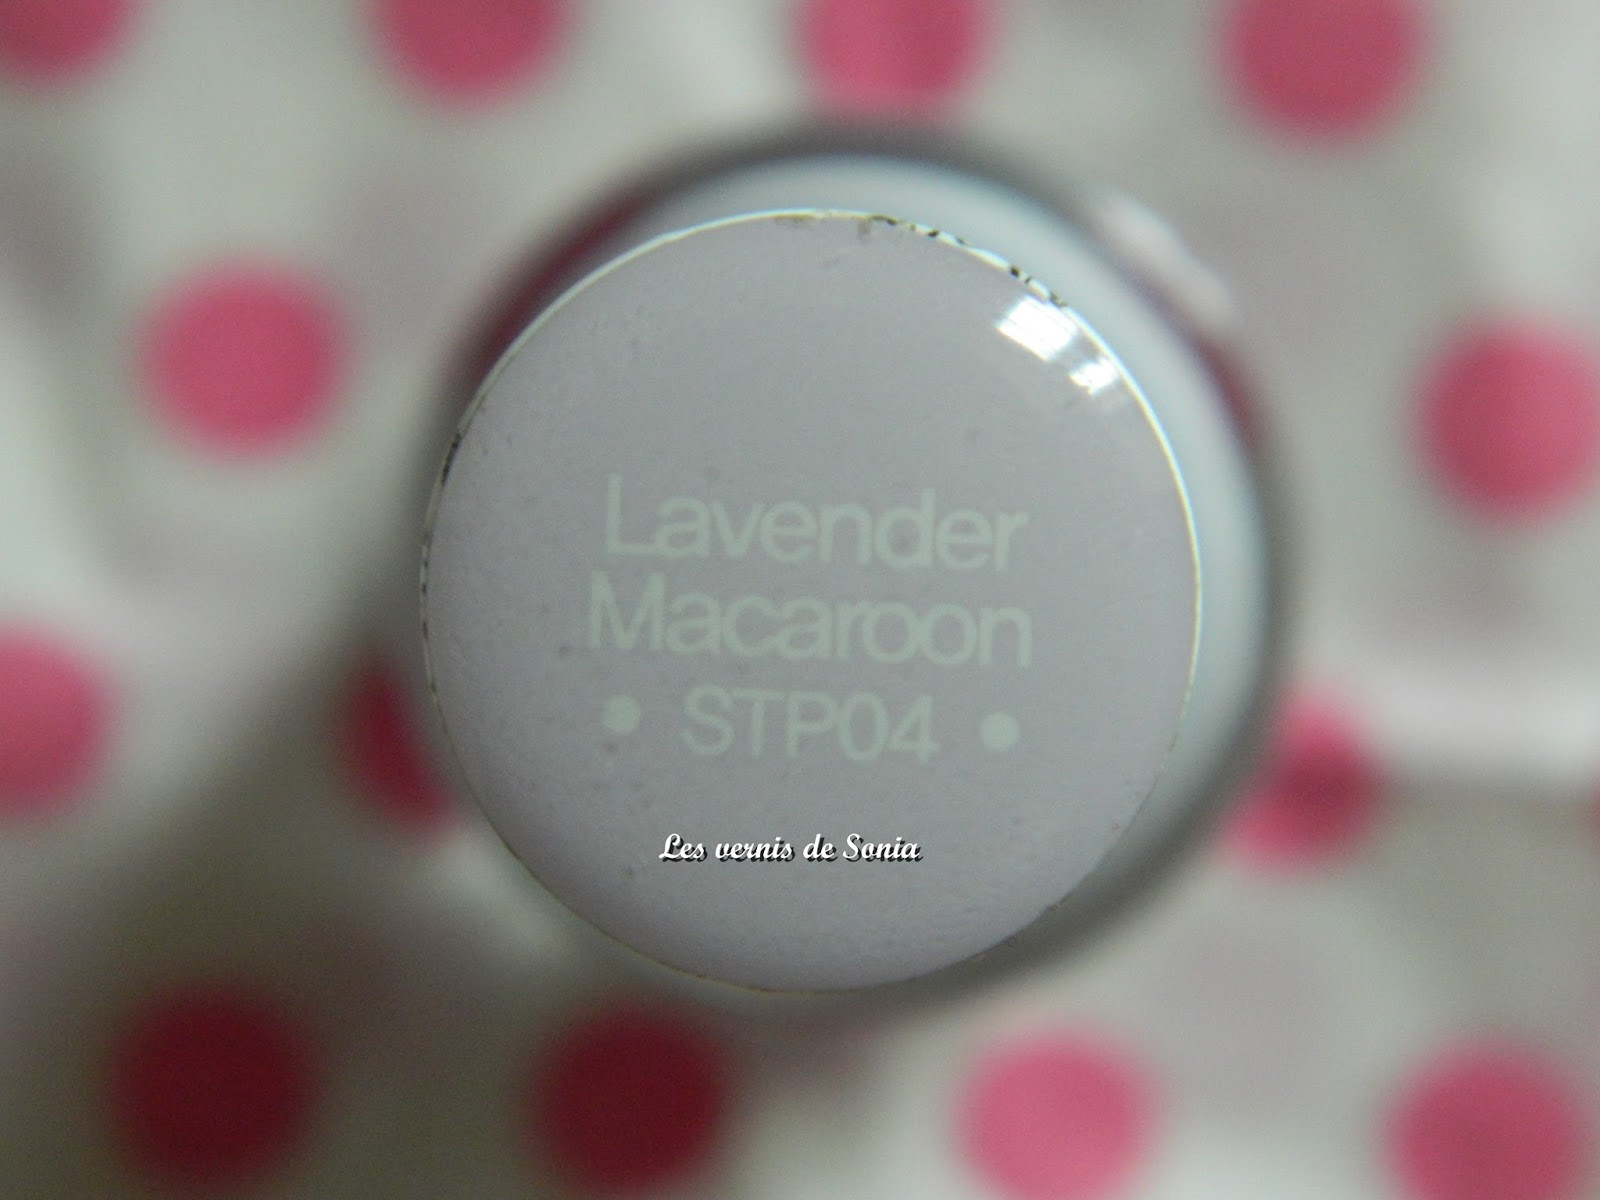 Lavender
Macaroon
• STP04 •
Les vernis de Sonia